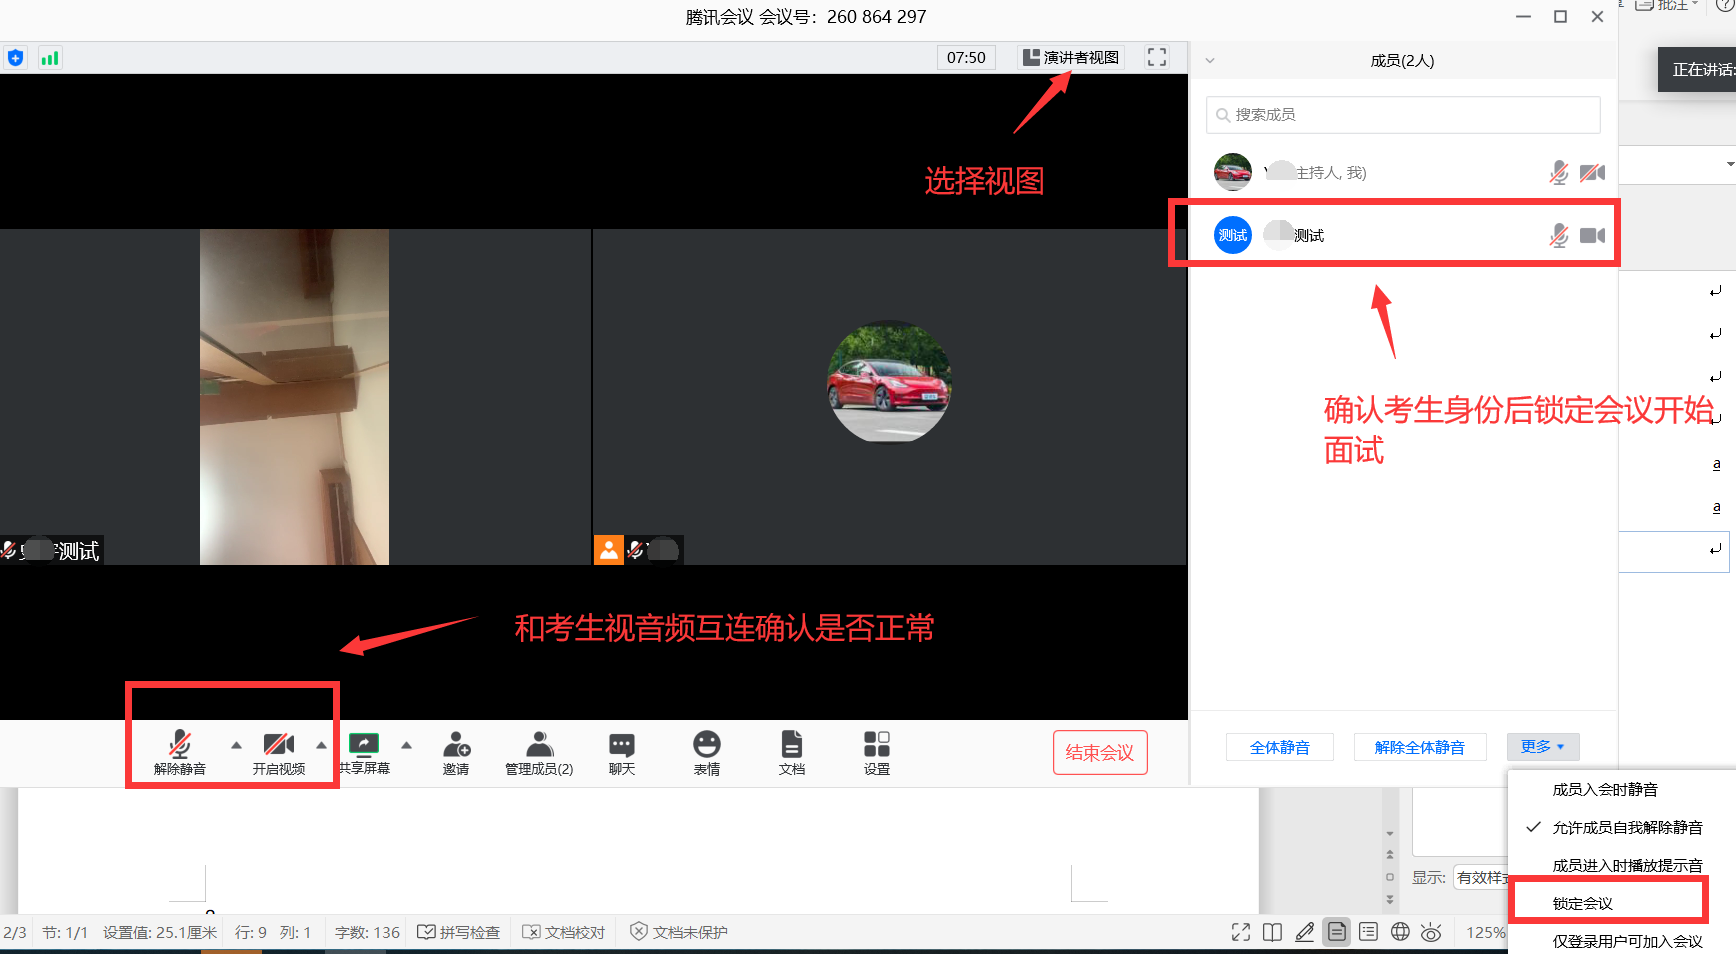 腾讯会议 会议号：260 864 297
批注
07:50
演讲者视图
成员(2人)
正在讲话:
搜索成员
主持人, 我)
选择视图
测试
测试
确认考生身份后锁定会议开始
面试
a
a
测试
和考生视音频互连确认是否正常
解除静音
开启视频
共享屏幕
邀请
管理成员(2)
聊天
表情
文档
设置
结束会议
全体静音
解除全体静音
更多
成员入会时静音
允许成员自我解除静音
成员进入时播放提示音
锁定会议
仅登录用户可加入会议
显示:
有效样式
2/3
节: 1/1
设置值: 25.1厘米
行: 9
列: 1
字数: 136
拼写检查
文档校对
文档未保护
125%